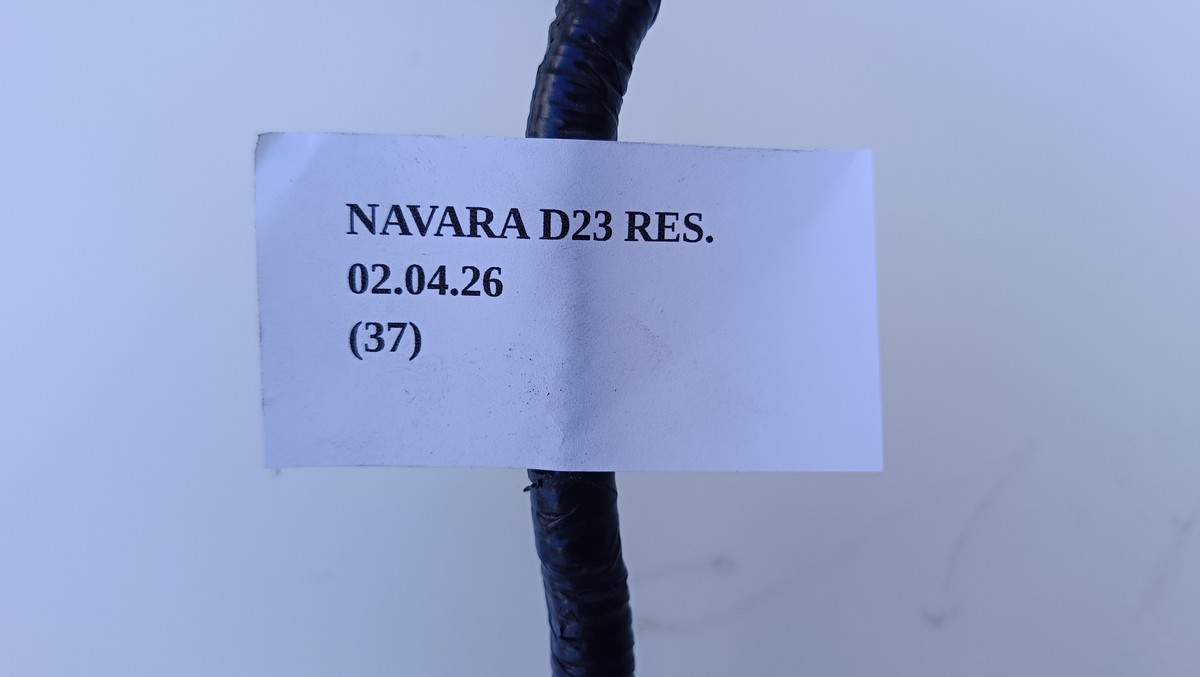 NAVARA D23 RES.
02.04.26
(37)